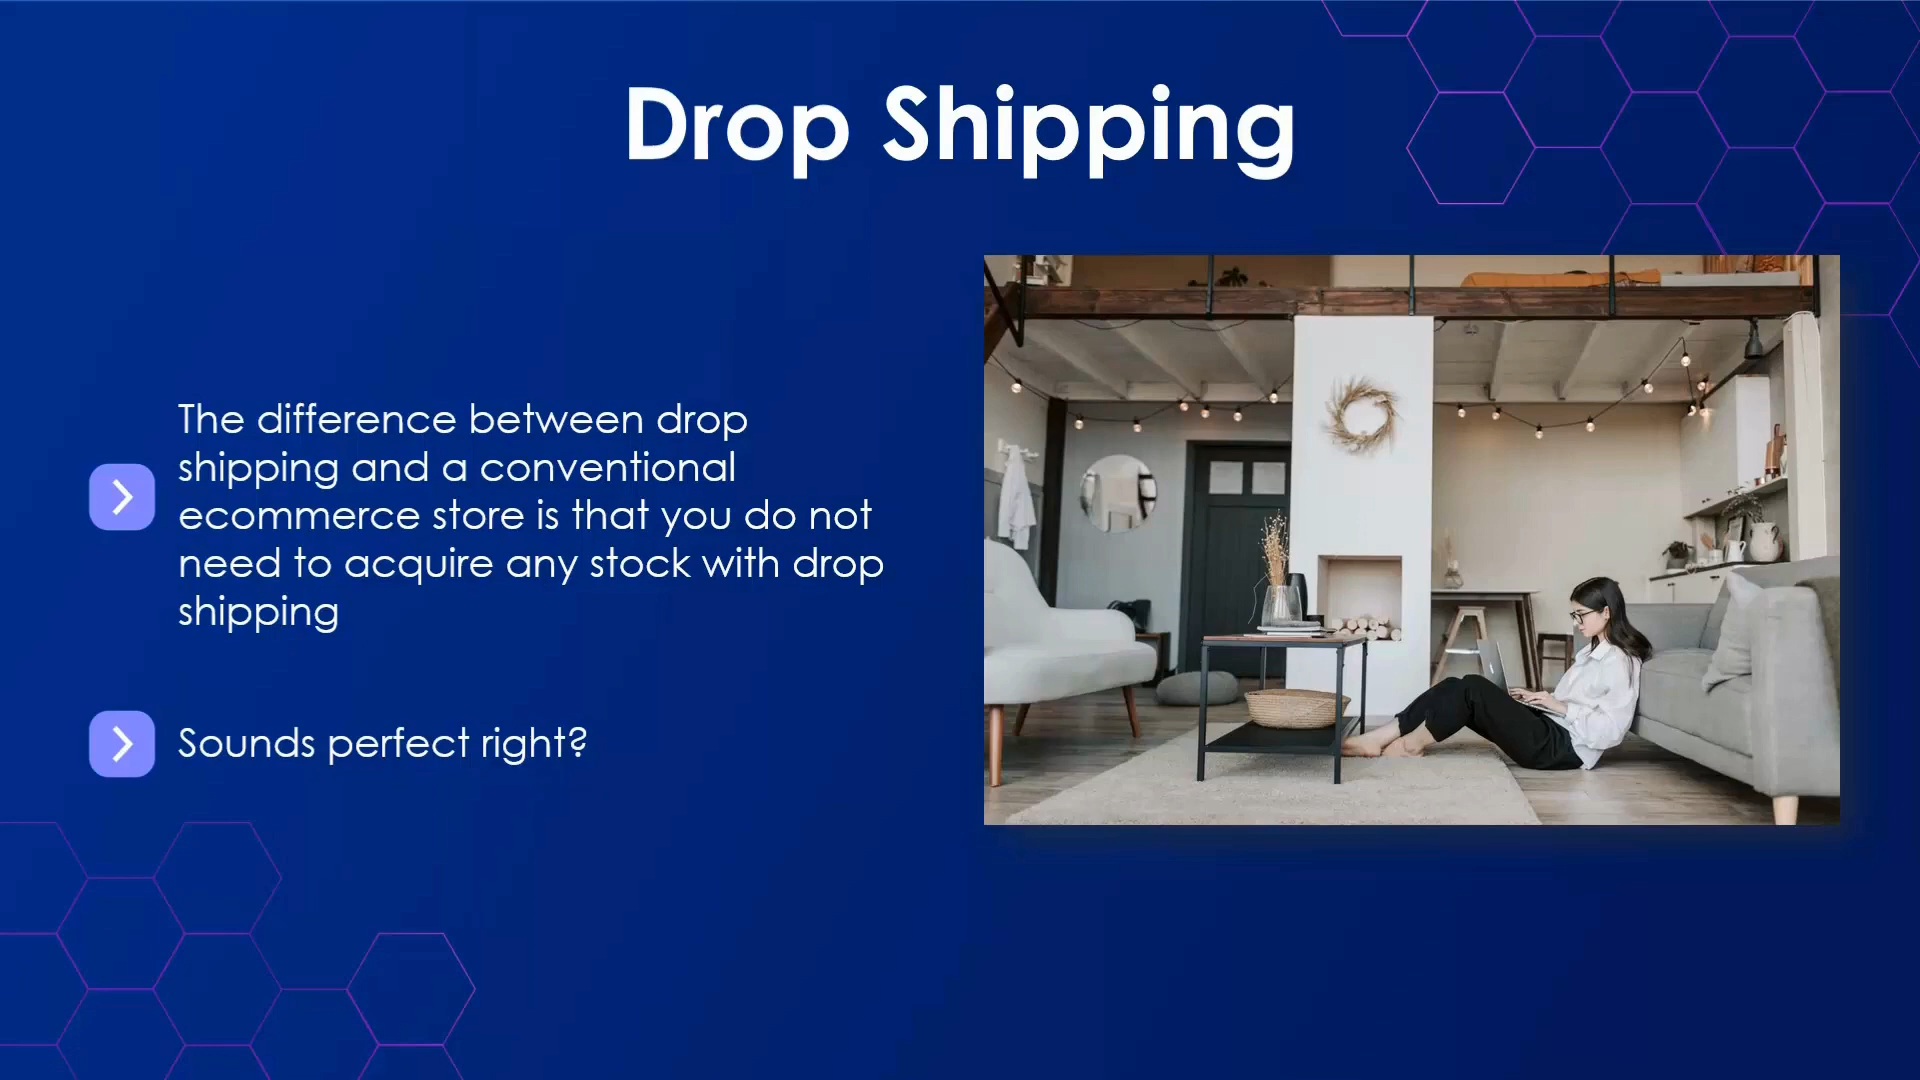 Drop Shipping
The difference between drop
shipping and a conventional
ecommerce store is that you do not
need to acquire any stock with drop
shipping
Sounds perfect right?